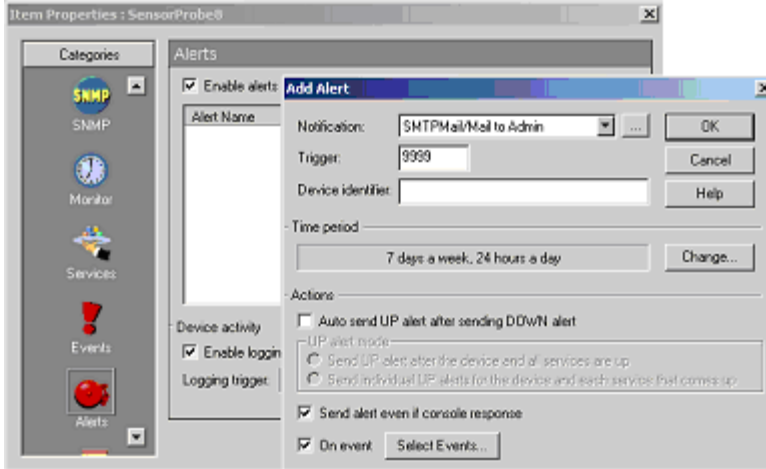 Item Properties : SensorProbe8
Categories
SNMP
SNMP
Monitor
Services
Events
Alerts
Alerts
Enable alerts
Alert Name
Device activity
Enable loggin
Logging trigger:
Add Alert
Notification:
SMTPMail/Mail to Admin
...
OK
Trigger:
9999
Cancel
Device identifier:
Help
Time period
7 days a week, 24 hours a day
Change...
Actions
Auto send UP alert after sending DOWN alert
UP alert mode
Send UP alert after the device and all services are up
Send individual UP alerts for the device and each service that comes up
Send alert even if console response
On event
Select Events...